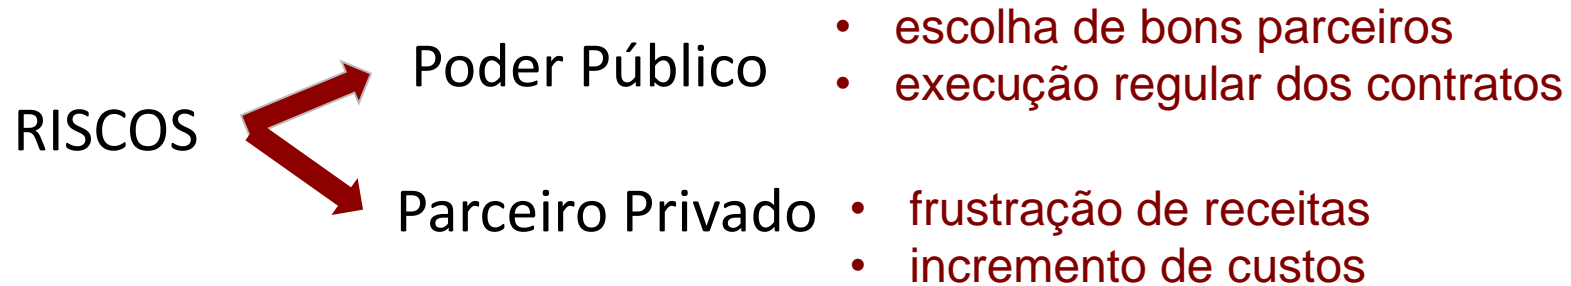 RISCOS
Poder Público
• escolha de bons parceiros
• execução regular dos contratos
Parceiro Privado
• frustração de receitas
• incremento de custos